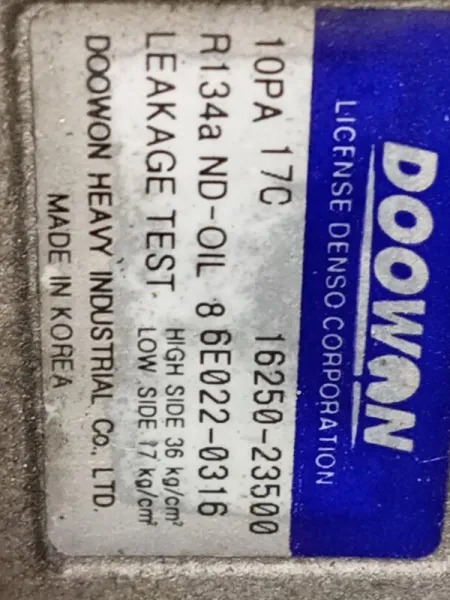 DOOWON
LICENSE DENSO CORPORATION
10PA 17C 16250-23500
R134a ND-OIL 8 6E022-0316
LEAKAGE TEST HIGH SIDE 36 kg/cm²
LOW SIDE 17 kg/cm²
DOOWON HEAVY INDUSTRIAL Co., LTD.
MADE IN KOREA